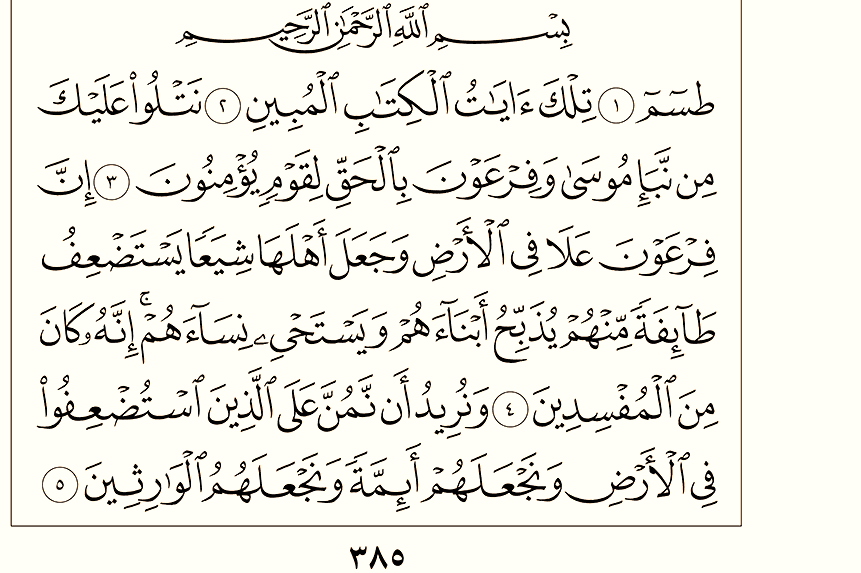 بِسْمِ ٱللَّهِ ٱلرَّحْمَٰنِ ٱلرَّحِيمِ
طسٓمٓ ١ تِلْكَ ءَايَٰتُ ٱلْكِتَٰبِ ٱلْمُبِينِ ٢ نَتْلُوا۟ عَلَيْكَ
مِن نَّبَإِ مُوسَىٰ وَفِرْعَوْنَ بِٱلْحَقِّ لِقَوْمٍ يُؤْمِنُونَ ٣ إِنَّ
فِرْعَوْنَ عَلَا فِى ٱلْأَرْضِ وَجَعَلَ أَهْلَهَا شِيَعًا يَسْتَضْعِفُ
طَآئِفَةً مِّنْهُمْ يُذَبِّحُ أَبْنَآءَهُمْ وَيَسْتَحْىِۦ نِسَآءَهُمْ ۚ إِنَّهُۥ كَانَ
مِنَ ٱلْمُفْسِدِينَ ٤ وَنُرِيدُ أَن نَّمُنَّ عَلَى ٱلَّذِينَ ٱسْتُضْعِفُوا۟
فِى ٱلْأَرْضِ وَنَجْعَلَهُمْ أَئِمَّةً وَنَجْعَلَهُمُ ٱلْوَٰرِثِينَ ٥
٣٨٥